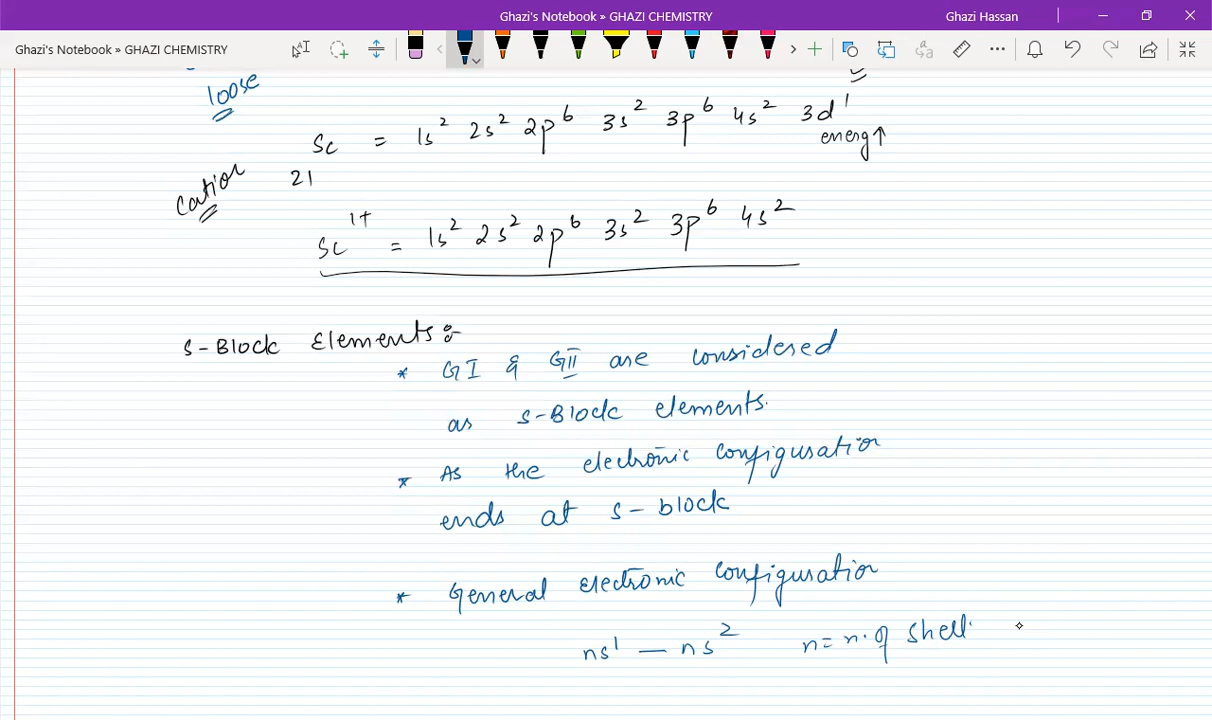 Ghazi's Notebook » GHAZI CHEMISTRY
Ghazi Hassan
Ghazi's Notebook » GHAZI CHEMISTRY
loose
Sc = 1s² 2s² 2p⁶ 3s² 3p⁶ 4s² 3d¹
21
energy↑
cation
Sc¹⁺ = 1s² 2s² 2p⁶ 3s² 3p⁶ 4s²
S-Block Elements:-
* GI & GII are considered
as S-Block elements.
* As the electronic configuration
ends at s-block
* General electronic configuration
ns¹ — ns² n = n. of shell.